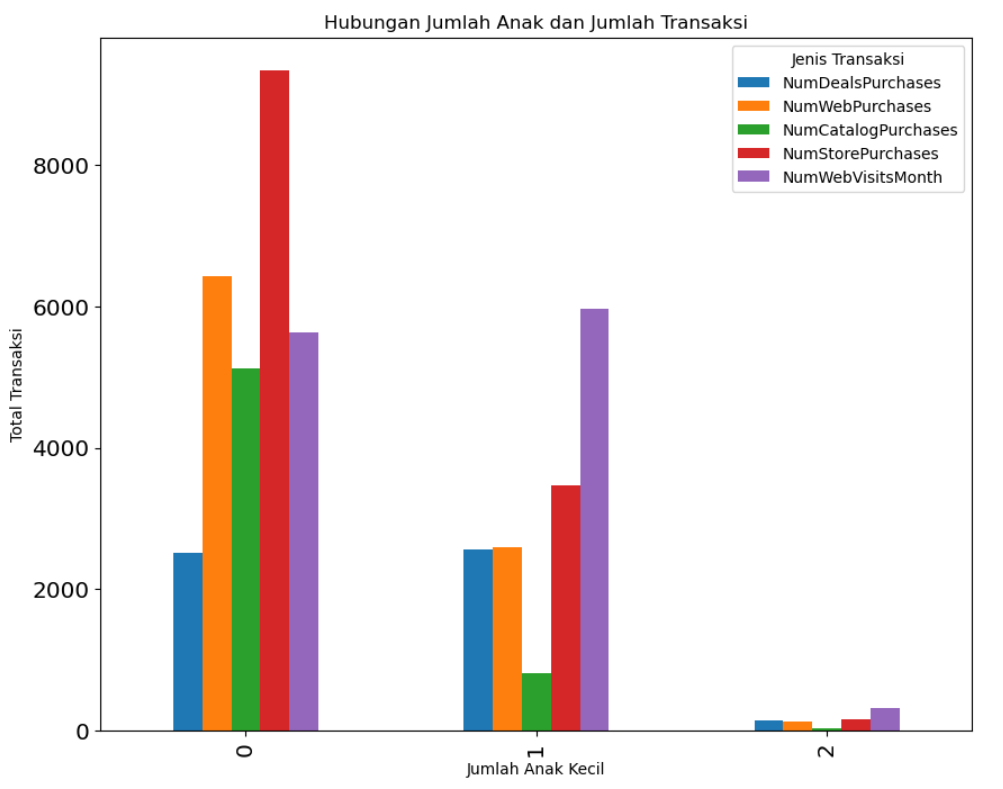 Hubungan Jumlah Anak dan Jumlah Transaksi
Jenis Transaksi
NumDealsPurchases
NumWebPurchases
NumCatalogPurchases
NumStorePurchases
NumWebVisitsMonth
Total Transaksi
8000
6000
4000
2000
0
0
1
2
Jumlah Anak Kecil